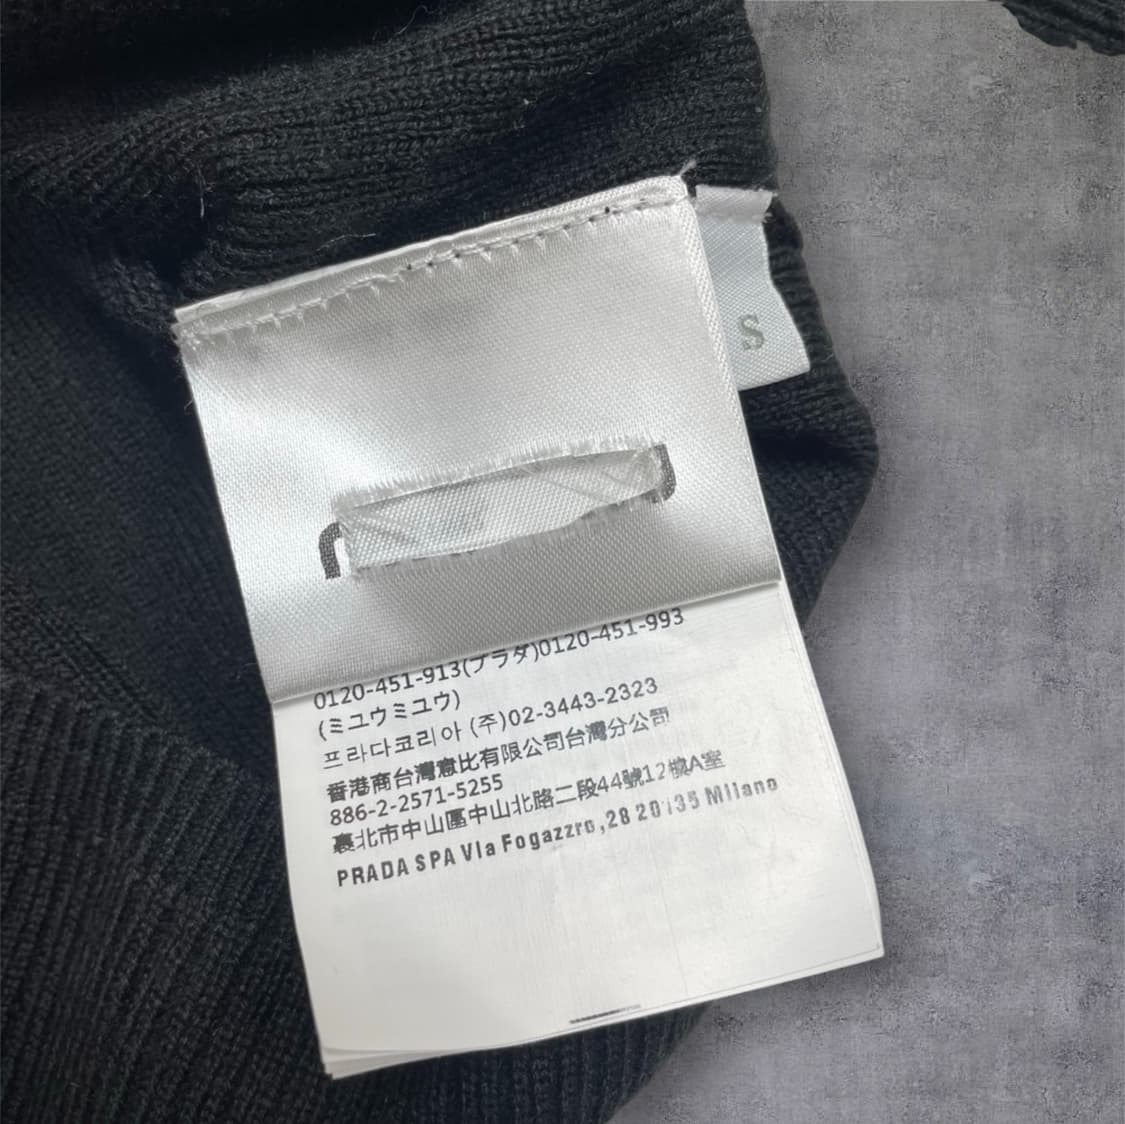 S
0120-451-913(プラダ)0120-451-993
(ミユウミユウ)
프라다코리아 (주)02-3443-2323
香港商台灣意比有限公司台灣分公司
886-2-2571-5255
裏北市中山區中山北路二段44號12樓A室
PRADA SPA VIa Fogazzro ,28 20135 MIlano